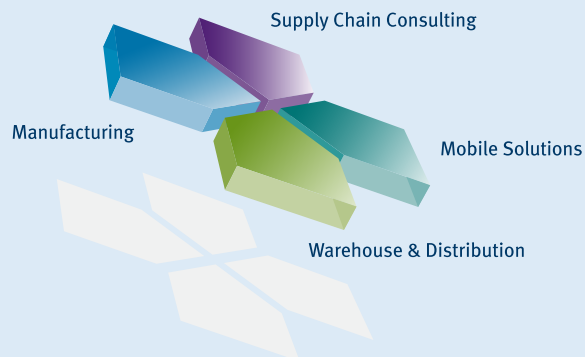 Supply Chain Consulting
Manufacturing
Mobile Solutions
Warehouse & Distribution